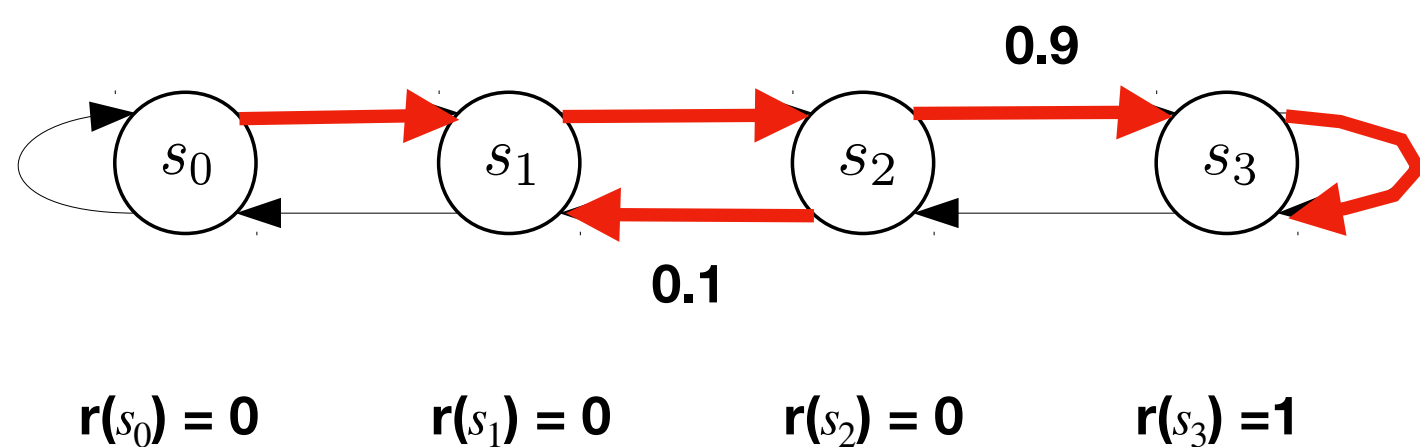 0.9
s₀ s₁ s₂ s₃
0.1
r(s₀) = 0 r(s₁) = 0 r(s₂) = 0 r(s₃) =1